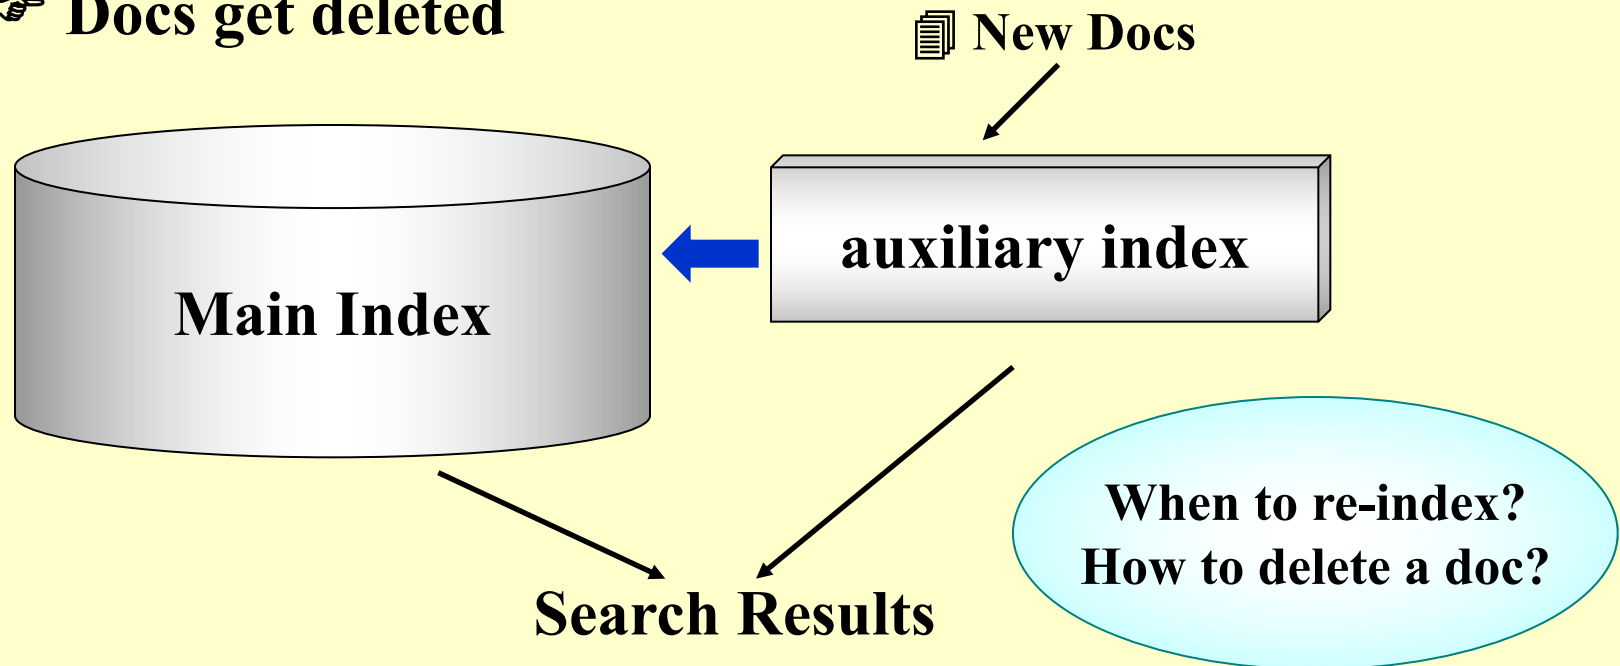 Docs get deleted
New Docs
auxiliary index
Main Index
When to re-index?
How to delete a doc?
Search Results